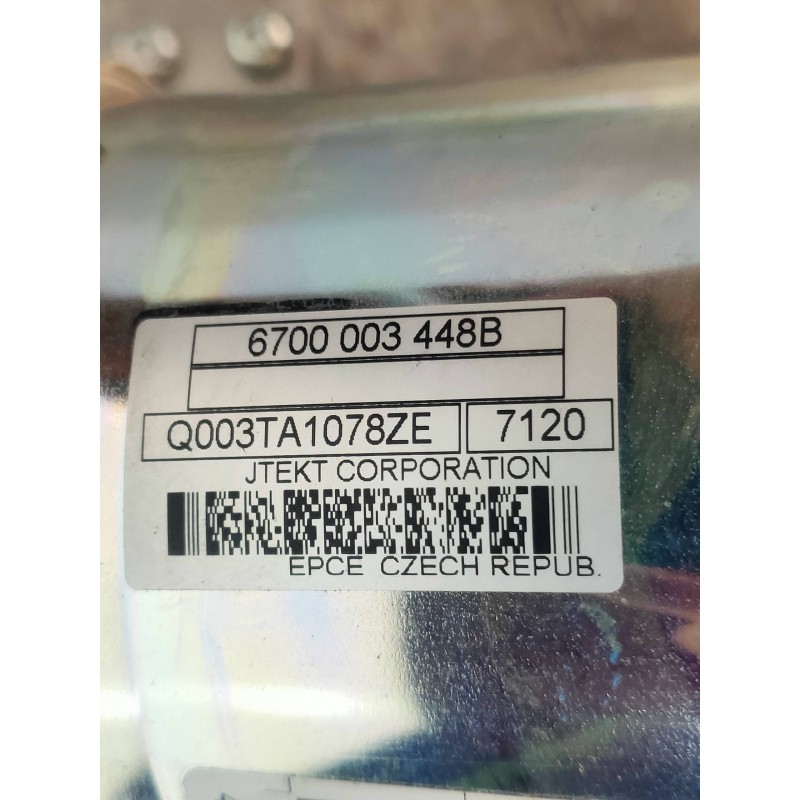 6700 003 448B
Q003TA1078ZE 7120
JTEKT CORPORATION
EPCE CZECH REPUB.